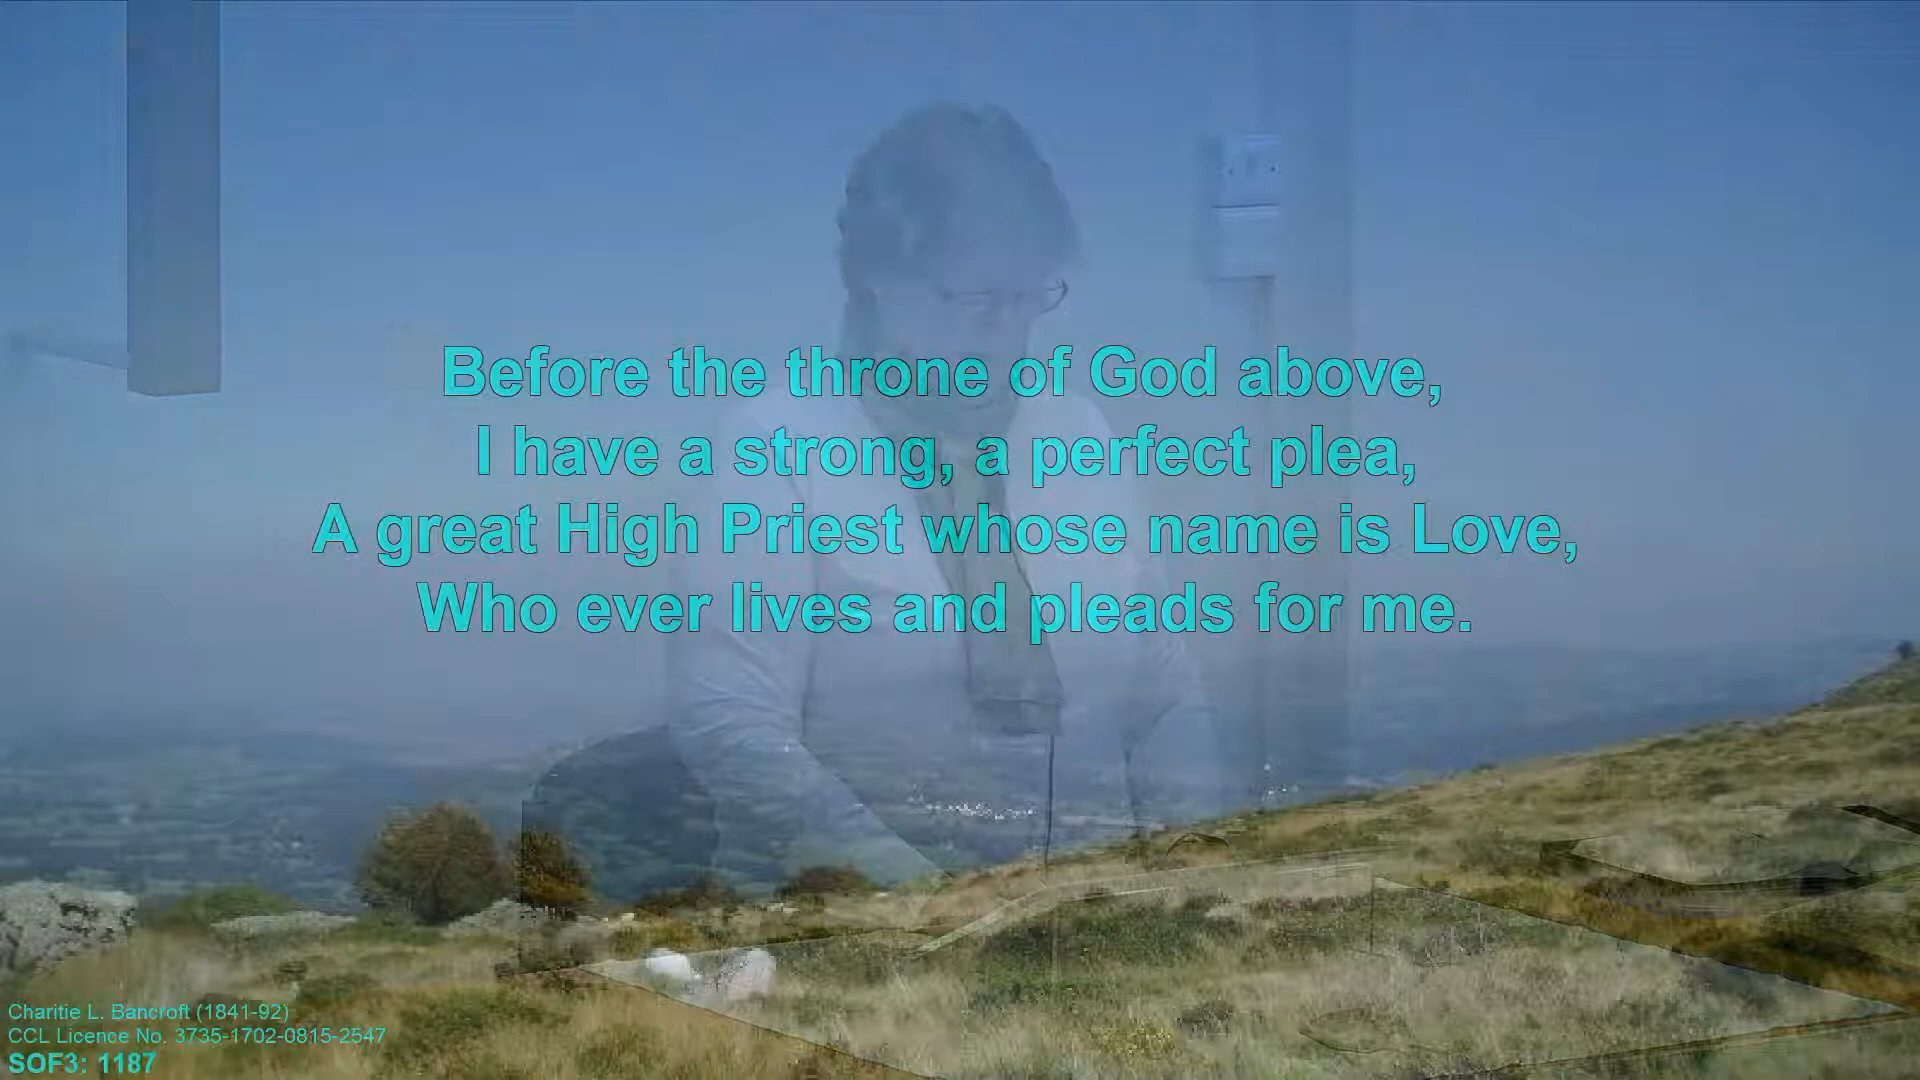 Before the throne of God above,
I have a strong, a perfect plea,
A great High Priest whose name is Love,
Who ever lives and pleads for me.
Charitie L. Bancroft (1841-92)
CCL Licence No. 3735-1702-0815-2547
SOF3: 1187